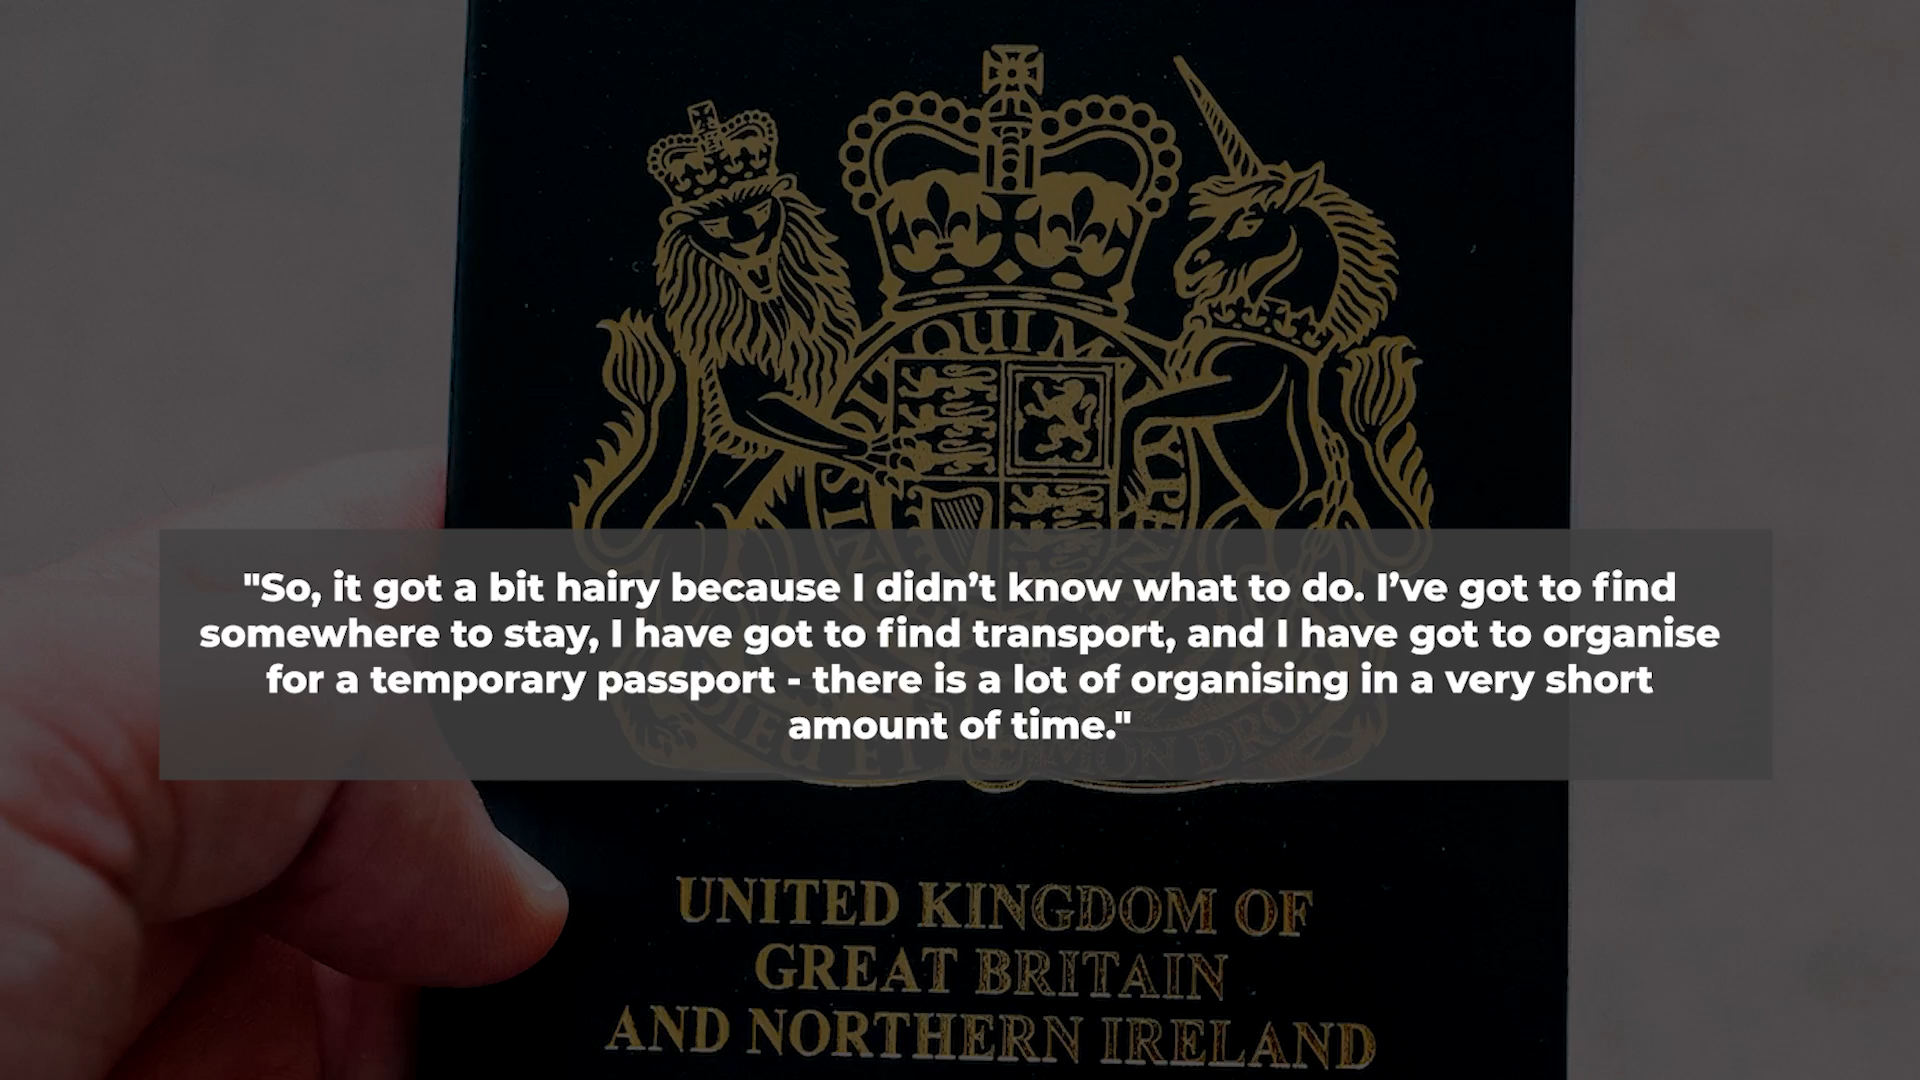 QUI M
"So, it got a bit hairy because I didn’t know what to do. I’ve got to find
somewhere to stay, I have got to find transport, and I have got to organise
for a temporary passport - there is a lot of organising in a very short
amount of time."
UNITED KINGDOM OF
GREAT BRITAIN
AND NORTHERN IRELAND